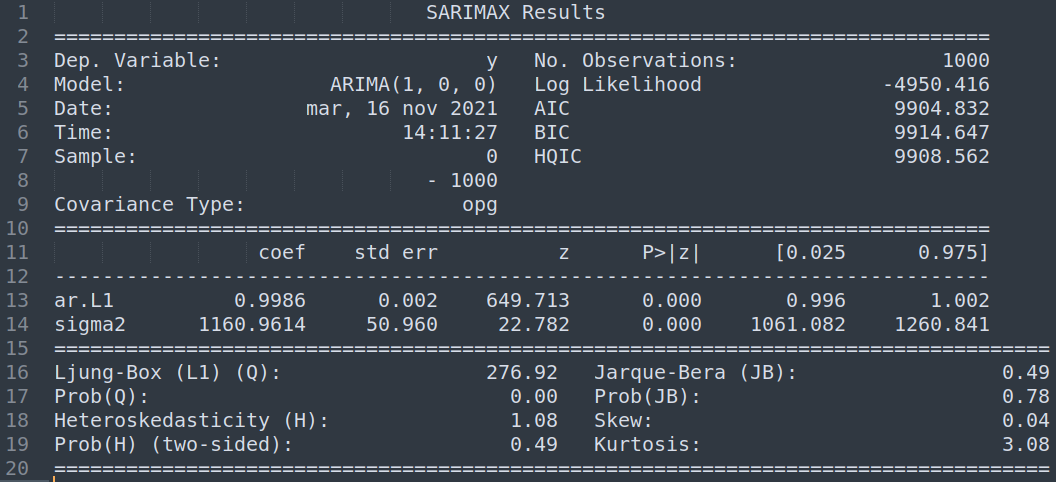 1                                 SARIMAX Results
2  ==============================================================================
3  Dep. Variable:                      y   No. Observations:                 1000
4  Model:                 ARIMA(1, 0, 0)   Log Likelihood               -4950.416
5  Date:                mar, 16 nov 2021   AIC                           9904.832
6  Time:                        14:11:27   BIC                           9914.647
7  Sample:                             0   HQIC                          9908.562
8                                 - 1000
9  Covariance Type:                  opg
10 ==============================================================================
11                  coef    std err          z      P>|z|      [0.025      0.975]
12 ------------------------------------------------------------------------------
13 ar.L1          0.9986      0.002    649.713      0.000       0.996       1.002
14 sigma2      1160.9614     50.960     22.782      0.000    1061.082    1260.841
15 ===================================================================================
16 Ljung-Box (L1) (Q):                 276.92   Jarque-Bera (JB):                 0.49
17 Prob(Q):                              0.00   Prob(JB):                         0.78
18 Heteroskedasticity (H):               1.08   Skew:                             0.04
19 Prob(H) (two-sided):                  0.49   Kurtosis:                         3.08
20 ===================================================================================